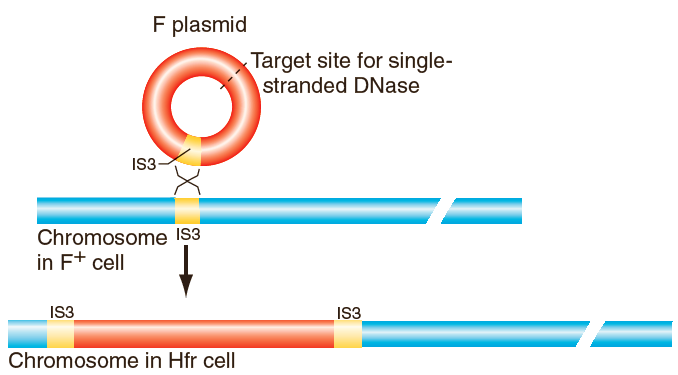 F plasmid
Target site for single-
stranded DNase
IS3
Chromosome IS3
in F+ cell
IS3 IS3
Chromosome in Hfr cell